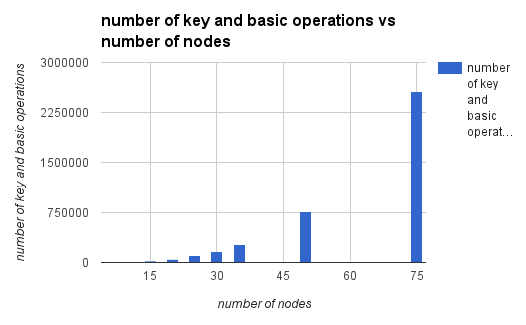 number of key and basic operations vs
number of nodes
number of key and basic operations
3000000
2250000
1500000
750000
0
15
30
45
60
75
number of nodes
number
of key
and
basic
operat...